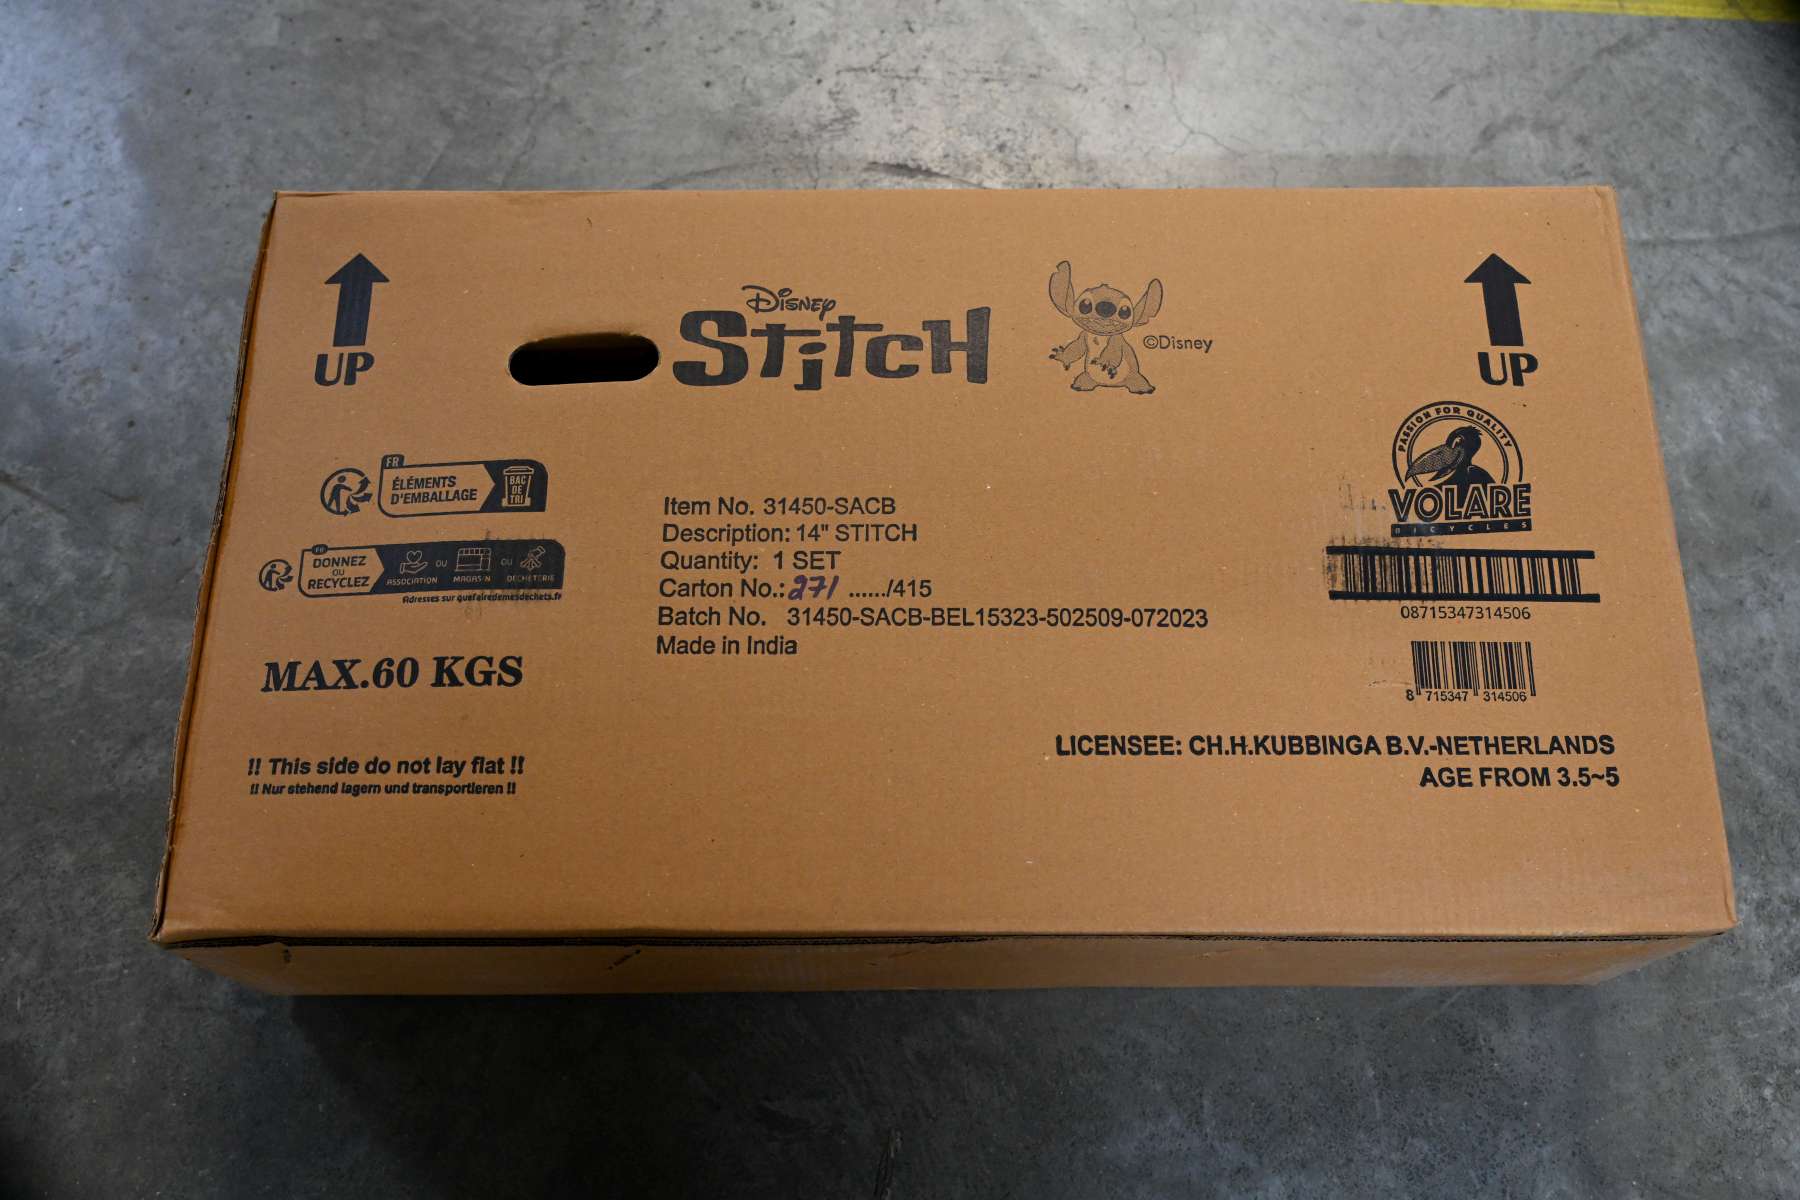 UP
Disney
Stitch
©Disney
UP
PASSION FOR QUALITY
VOLARE
BICYCLES
FR
ÉLÉMENTS
D'EMBALLAGE
BAC
DE
TRI
FR
DONNEZ
OU
RECYCLEZ
ASSOCIATION
OU
MAGASIN
OU
DÉCHÈTERIE
Adresses sur quefairedemesdechets.fr
MAX.60 KGS
!! This side do not lay flat !!
!! Nur stehend lagern und transportieren !!
Item No. 31450-SACB
Description: 14" STITCH
Quantity: 1 SET
Carton No.: 271 ....../415
Batch No. 31450-SACB-BEL15323-502509-072023
Made in India
08715347314506
8 715347 314506
LICENSEE: CH.H.KUBBINGA B.V.-NETHERLANDS
AGE FROM 3.5~5